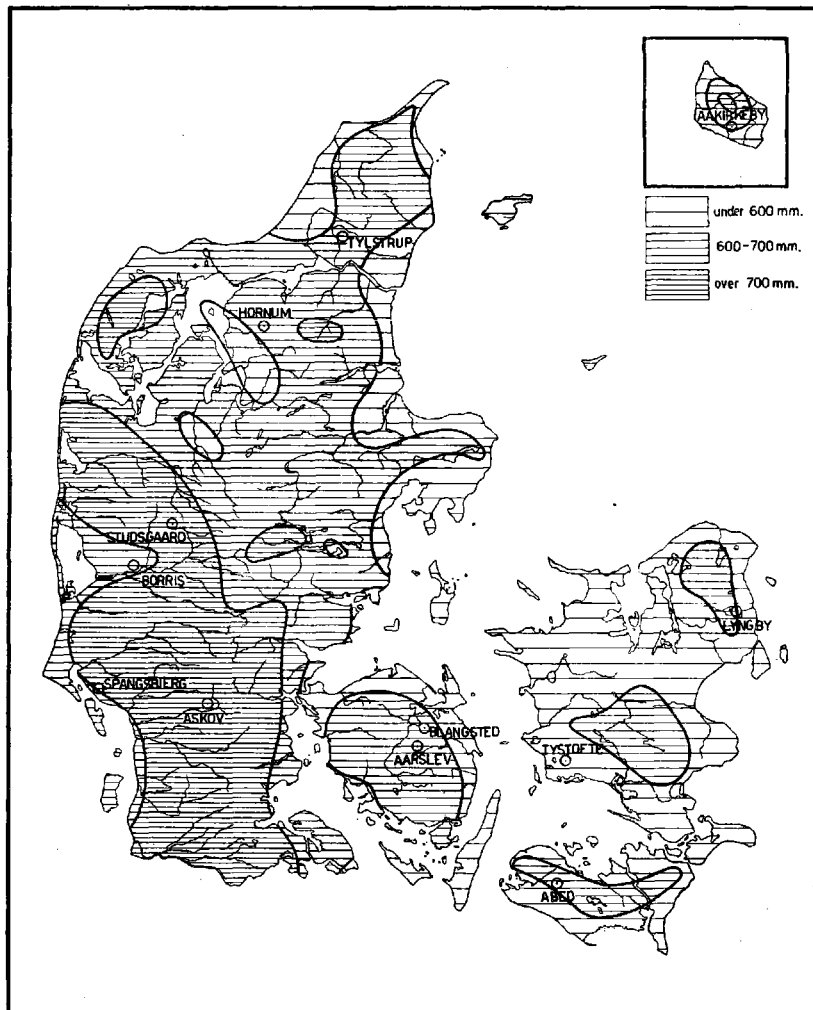 AAKIRKEBY
under 600 mm.
600-700 mm.
over 700 mm.
TYLSTRUP
HORNUM
STUDSGAARD
BORRIS
LYNGBY
SPANGSBJERG
ASKOV
BLANGSTED
AARSLEV
TYSTOFTE
ABED